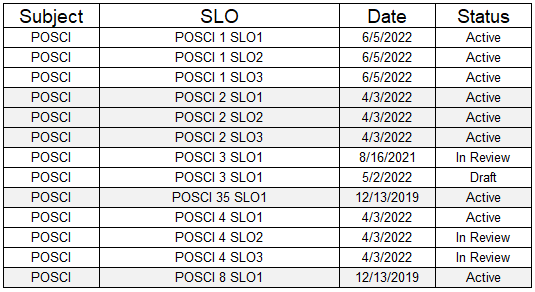 Subject SLO Date Status
POSCI POSCI 1 SLO1 6/5/2022 Active
POSCI POSCI 1 SLO2 6/5/2022 Active
POSCI POSCI 1 SLO3 6/5/2022 Active
POSCI POSCI 2 SLO1 4/3/2022 Active
POSCI POSCI 2 SLO2 4/3/2022 Active
POSCI POSCI 2 SLO3 4/3/2022 Active
POSCI POSCI 3 SLO1 8/16/2021 In Review
POSCI POSCI 3 SLO1 5/2/2022 Draft
POSCI POSCI 35 SLO1 12/13/2019 Active
POSCI POSCI 4 SLO1 4/3/2022 Active
POSCI POSCI 4 SLO2 4/3/2022 In Review
POSCI POSCI 4 SLO3 4/3/2022 In Review
POSCI POSCI 8 SLO1 12/13/2019 Active